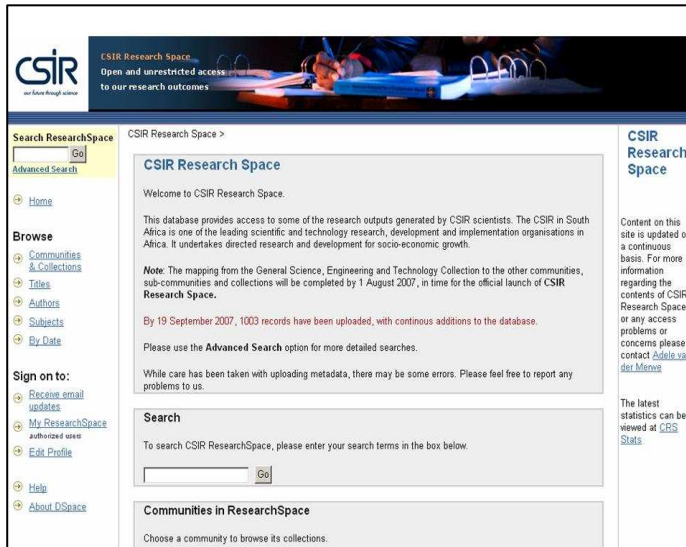 CSIR
our future through science
CSIR Research Space
Open and unrestricted access
to our research outcomes
Search ResearchSpace
Go
Advanced Search
Home
Browse
Communities
& Collections
Titles
Authors
Subjects
By Date
Sign on to:
Receive email
updates
My ResearchSpace
authorized users
Edit Profile
Help
About DSpace
CSIR Research Space >
CSIR Research Space
Welcome to CSIR Research Space.
This database provides access to some of the research outputs generated by CSIR scientists. The CSIR in South
Africa is one of the leading scientific and technology research, development and implementation organisations in
Africa. It undertakes directed research and development for socio-economic growth.
Note: The mapping from the General Science, Engineering and Technology Collection to the other communities,
sub-communities and collections will be completed by 1 August 2007, in time for the official launch of CSIR
Research Space.
By 19 September 2007, 1003 records have been uploaded, with continous additions to the database.
Please use the Advanced Search option for more detailed searches.
While care has been taken with uploading metadata, there may be some errors. Please feel free to report any
problems to us.
Search
To search CSIR ResearchSpace, please enter your search terms in the box below.
Go
Communities in ResearchSpace
Choose a community to browse its collections.
CSIR
Research
Space
Content on this
site is updated o
a continuous
basis. For more
information
regarding the
contents of CSIR
Research Space
or any access
problems or
concerns please
contact Adele va
der Merwe
The latest
statistics can be
viewed at CRS
Stats